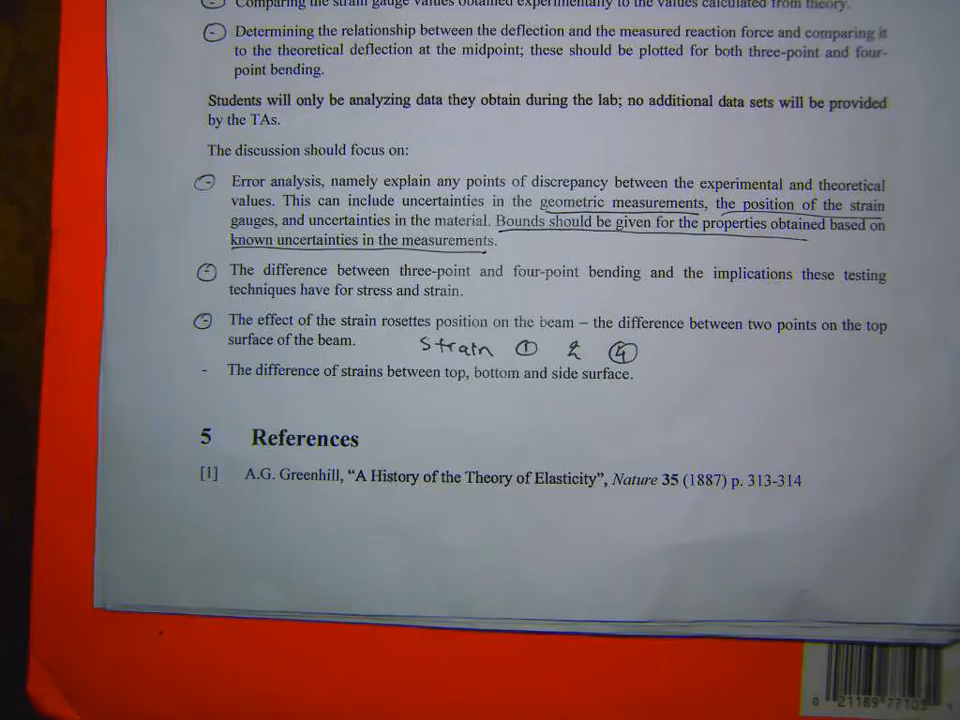 - Comparing the strain gauge values obtained experimentally to the values calculated from theory.
- Determining the relationship between the deflection and the measured reaction force and comparing it
to the theoretical deflection at the midpoint; these should be plotted for both three-point and four-
point bending.
Students will only be analyzing data they obtain during the lab; no additional data sets will be provided
by the TAs.
The discussion should focus on:
- Error analysis, namely explain any points of discrepancy between the experimental and theoretical
values. This can include uncertainties in the geometric measurements, the position of the strain
gauges, and uncertainties in the material. Bounds should be given for the properties obtained based on
known uncertainties in the measurements.
- The difference between three-point and four-point bending and the implications these testing
techniques have for stress and strain.
- The effect of the strain rosettes position on the beam – the difference between two points on the top
surface of the beam.
Strain ① & ④
- The difference of strains between top, bottom and side surface.
5 References
[1] A.G. Greenhill, “A History of the Theory of Elasticity”, Nature 35 (1887) p. 313-314
0 21189 77105